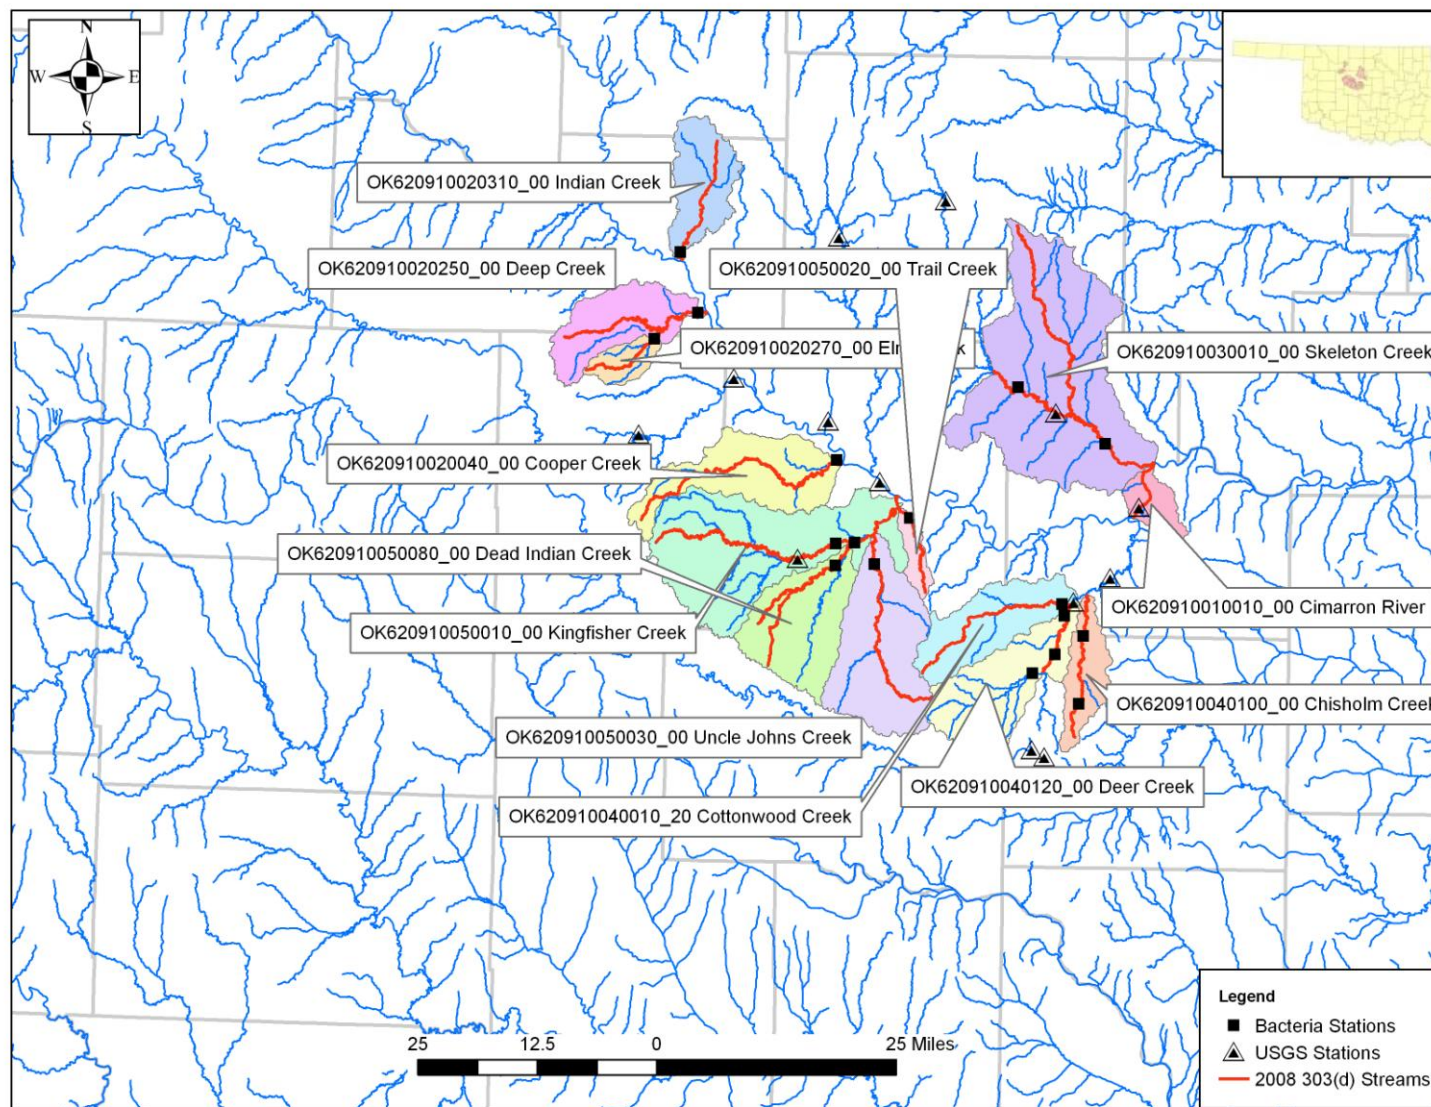 N
W E
S
OK620910020310_00 Indian Creek
OK620910020250_00 Deep Creek
OK620910050020_00 Trail Creek
OK620910020270_00 El
OK620910030010_00 Skeleton Creek
OK620910020040_00 Cooper Creek
OK620910050080_00 Dead Indian Creek
OK620910010010_00 Cimarron River
OK620910050010_00 Kingfisher Creek
OK620910040100_00 Chisholm Creek
OK620910050030_00 Uncle Johns Creek
OK620910040120_00 Deer Creek
OK620910040010_20 Cottonwood Creek
25 12.5 0 25 Miles
Legend
Bacteria Stations
USGS Stations
2008 303(d) Streams